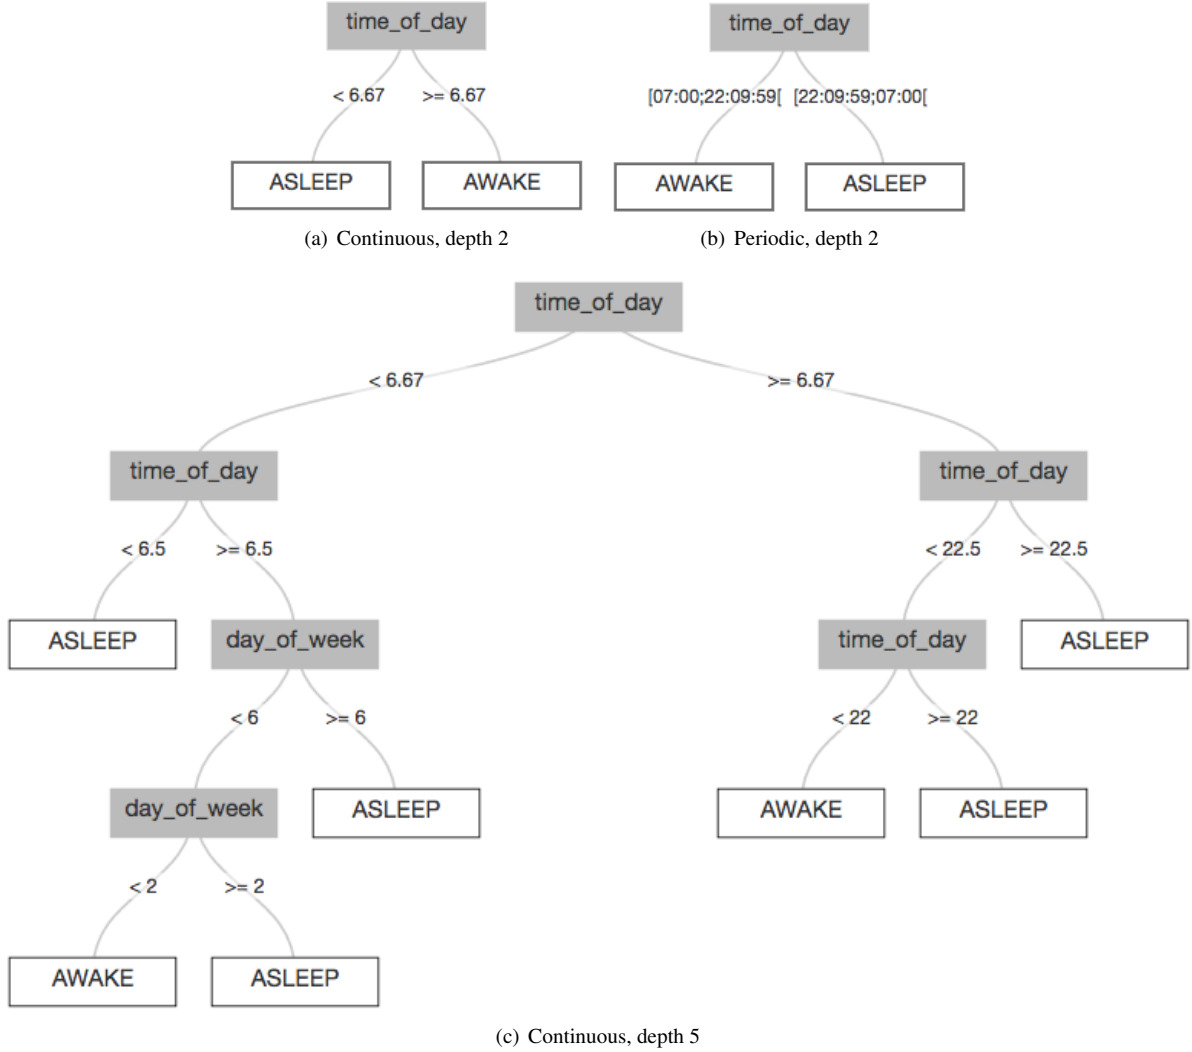 time_of_day time_of_day
< 6.67 >= 6.67 [07:00;22:09:59[ [22:09:59;07:00[
ASLEEP AWAKE AWAKE ASLEEP
(a) Continuous, depth 2 (b) Periodic, depth 2
time_of_day
< 6.67 >= 6.67
time_of_day time_of_day
< 6.5 >= 6.5 < 22.5 >= 22.5
ASLEEP day_of_week time_of_day ASLEEP
< 6 >= 6 < 22 >= 22
day_of_week ASLEEP AWAKE ASLEEP
< 2 >= 2
AWAKE ASLEEP
(c) Continuous, depth 5